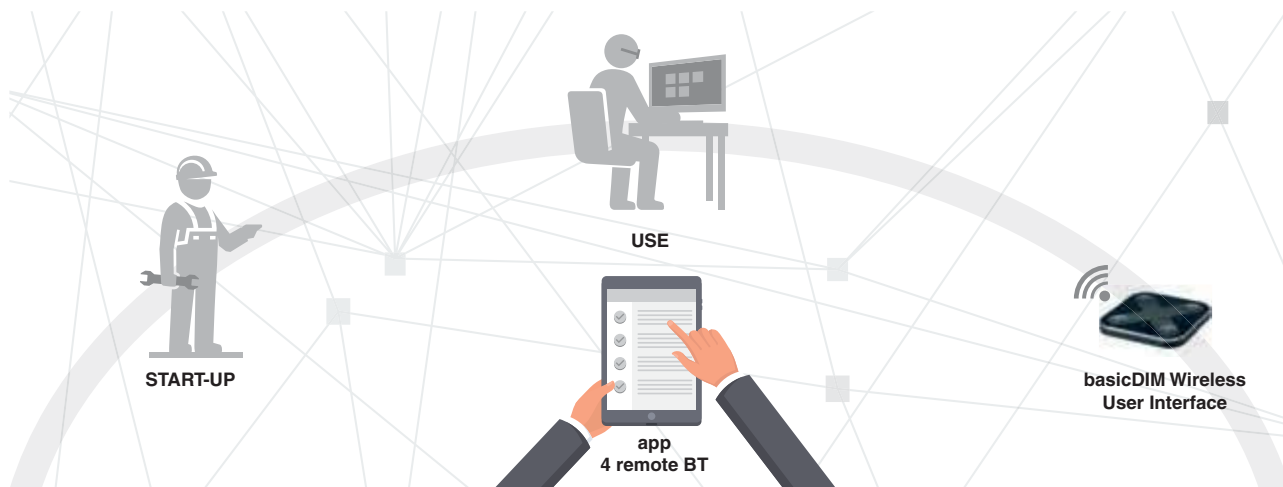 USE
START-UP
basicDIM Wireless
User Interface
app
4 remote BT